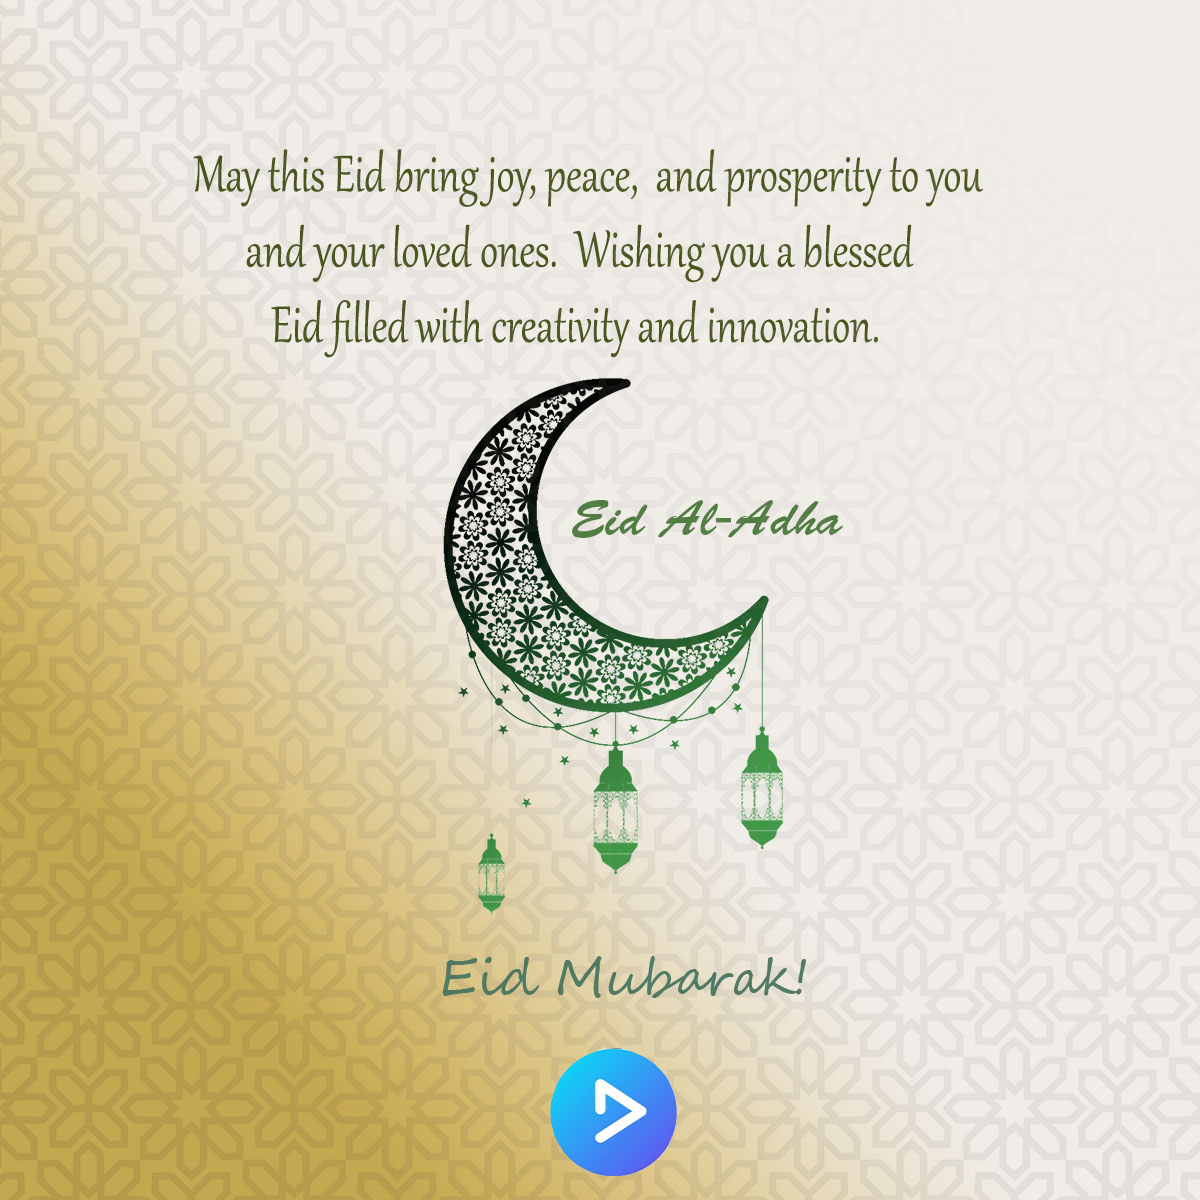 May this Eid bring joy, peace,  and prosperity to you
and your loved ones.  Wishing you a blessed
Eid filled with creativity and innovation.
Eid Al-Adha
Eid Mubarak!